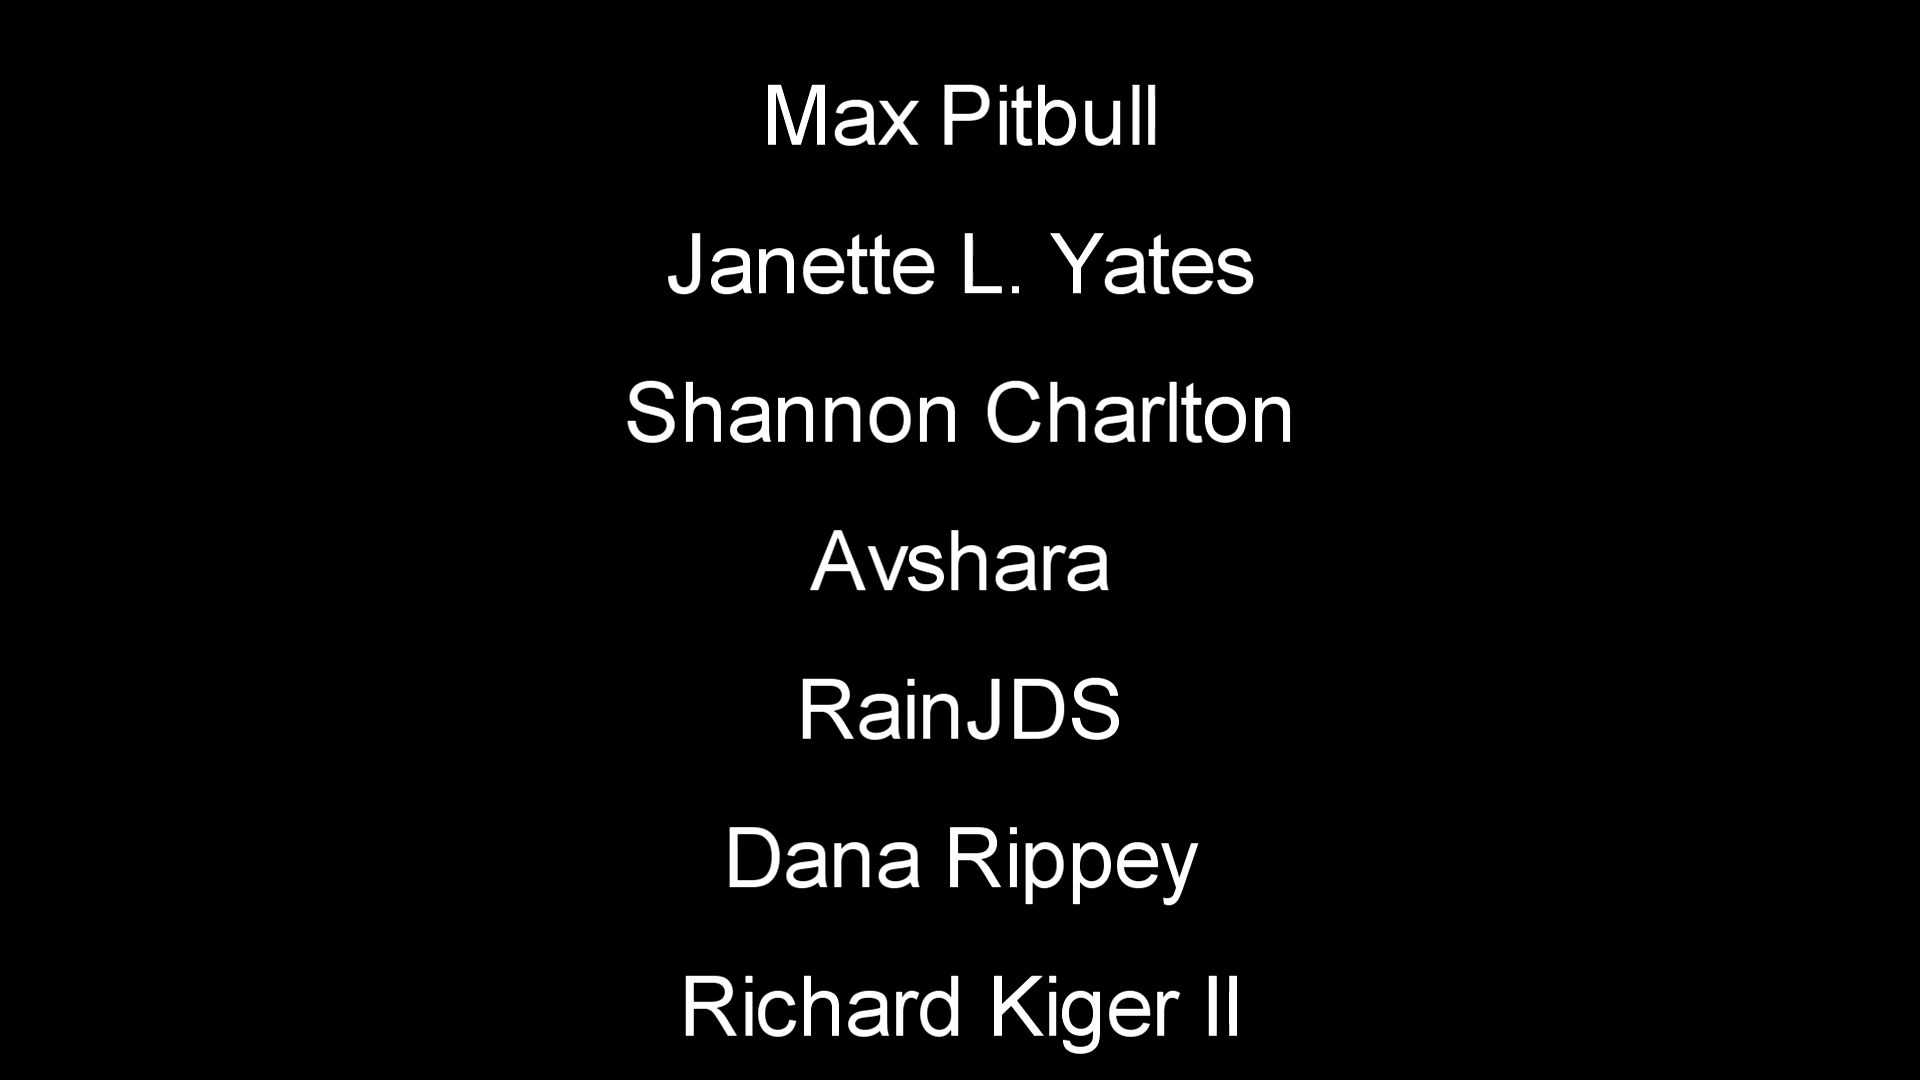 Max Pitbull
Janette L. Yates
Shannon Charlton
Avshara
RainJDS
Dana Rippey
Richard Kiger II